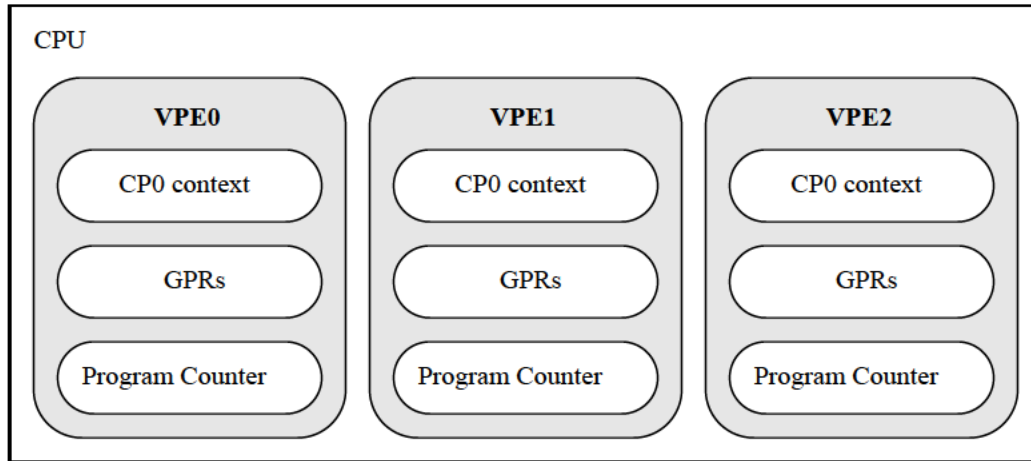 CPU
VPE0
CP0 context
GPRs
Program Counter
VPE1
CP0 context
GPRs
Program Counter
VPE2
CP0 context
GPRs
Program Counter